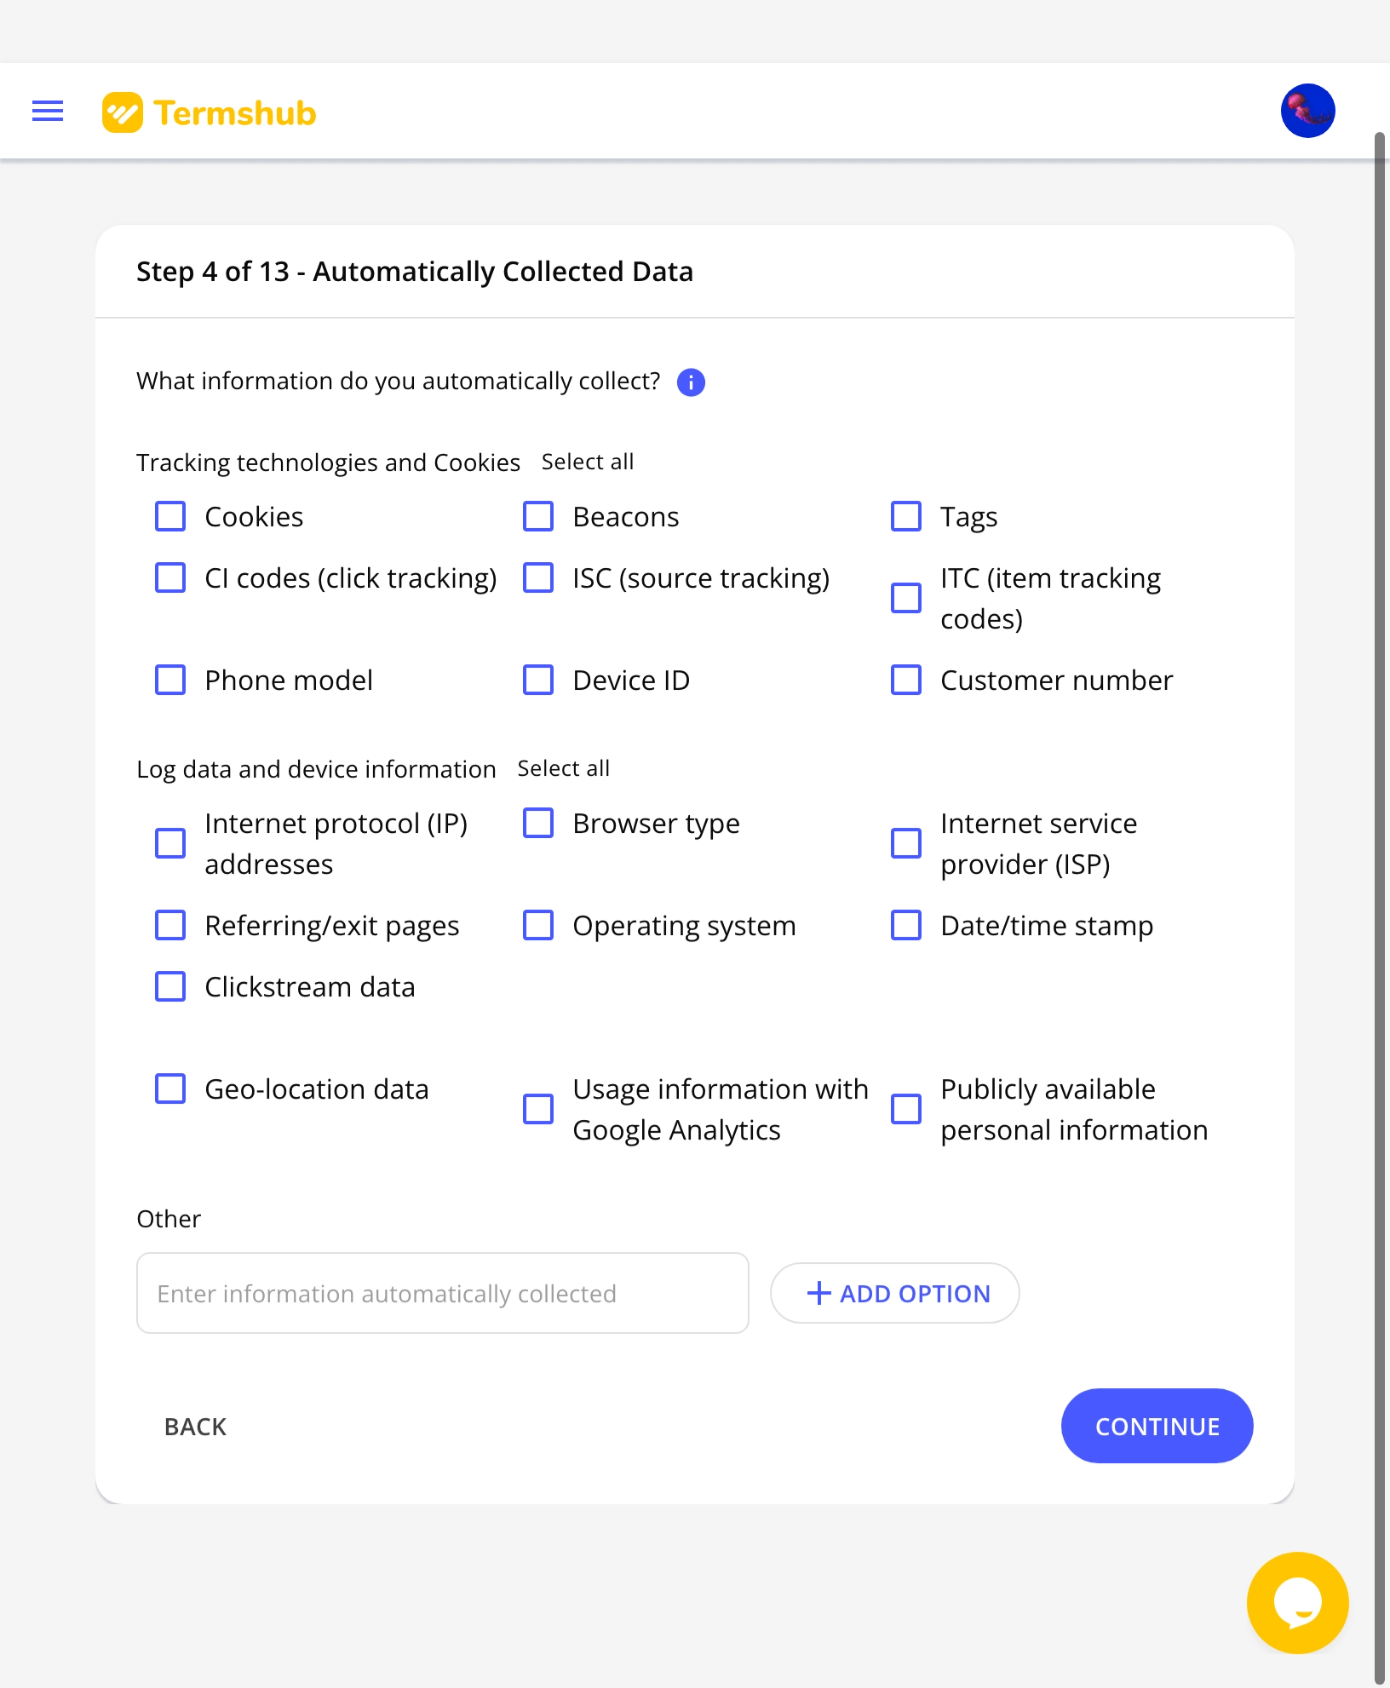 Termshub
Step 4 of 13 - Automatically Collected Data
What information do you automatically collect?
Tracking technologies and Cookies Select all
Cookies
Beacons
Tags
CI codes (click tracking)
ISC (source tracking)
ITC (item tracking
codes)
Phone model
Device ID
Customer number
Log data and device information Select all
Internet protocol (IP)
addresses
Browser type
Internet service
provider (ISP)
Referring/exit pages
Operating system
Date/time stamp
Clickstream data
Geo-location data
Usage information with
Google Analytics
Publicly available
personal information
Other
Enter information automatically collected
ADD OPTION
BACK
CONTINUE